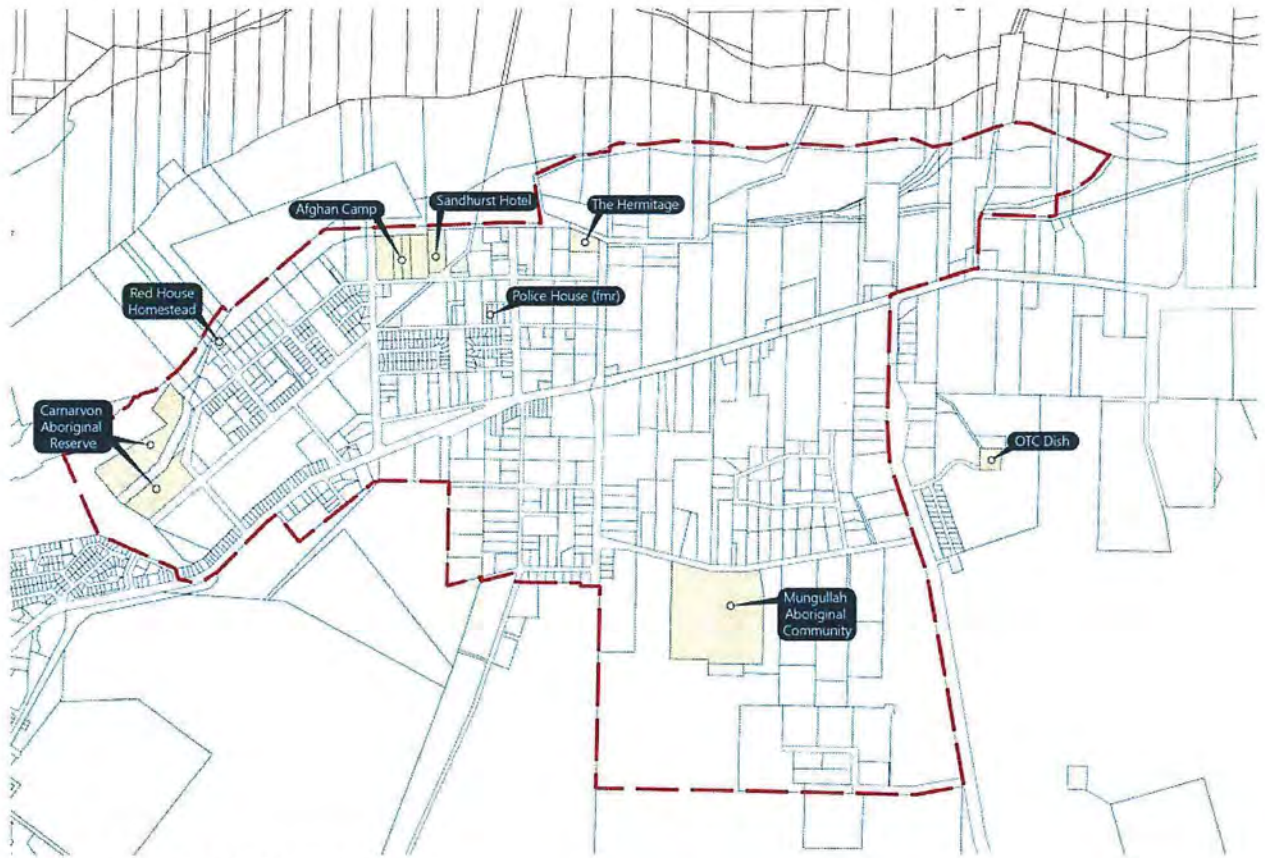 Afghan Camp
Sandhurst Hotel
The Hermitage
Red House
Homestead
Police House (fmr)
Carnarvon
Aboriginal
Reserve
OTC Dish
Mungullah
Aboriginal
Community